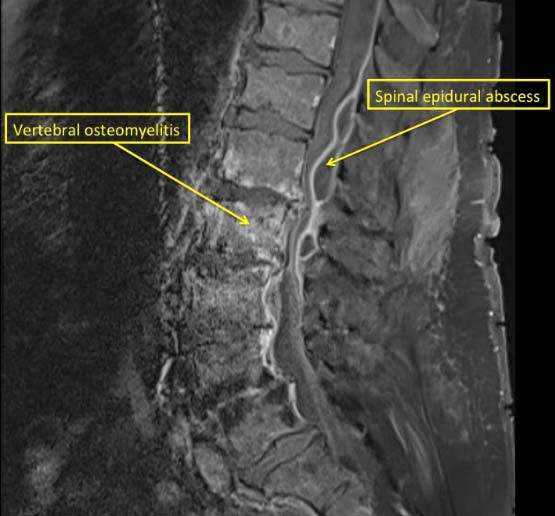 Spinal epidural abscess
Vertebral osteomyelitis